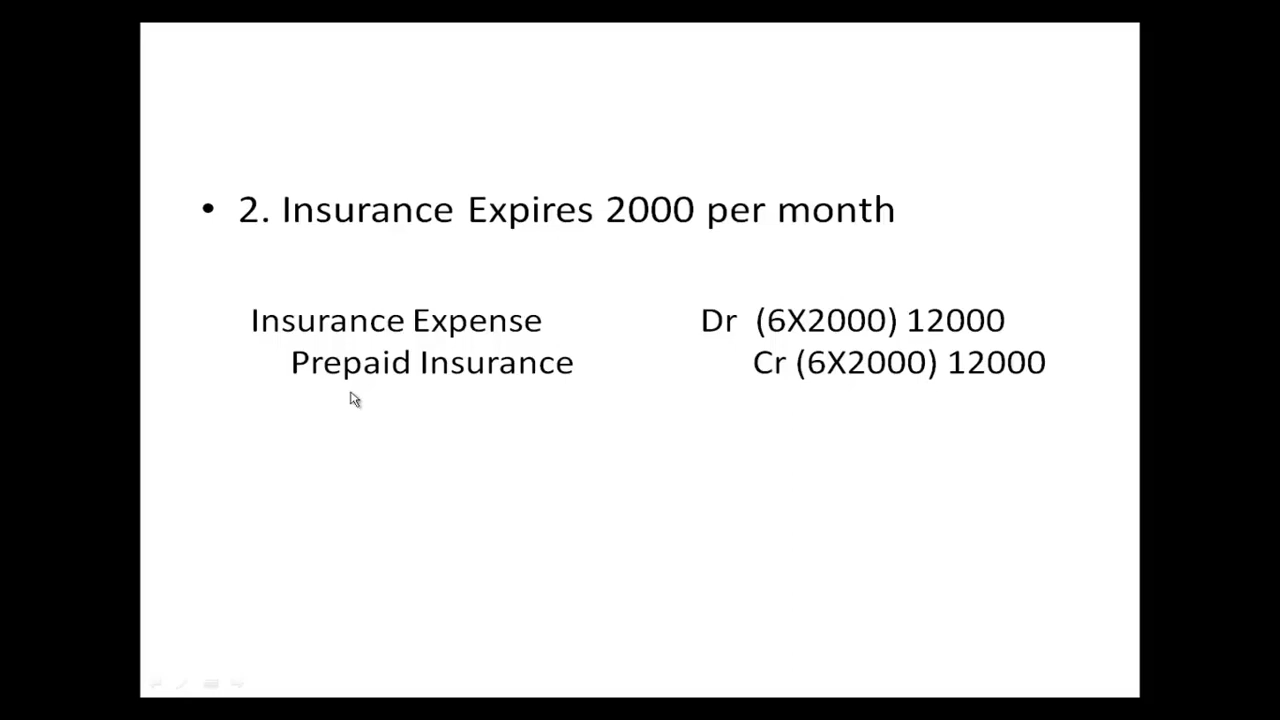 • 2. Insurance Expires 2000 per month
Insurance Expense Dr (6X2000) 12000
Prepaid Insurance Cr (6X2000) 12000